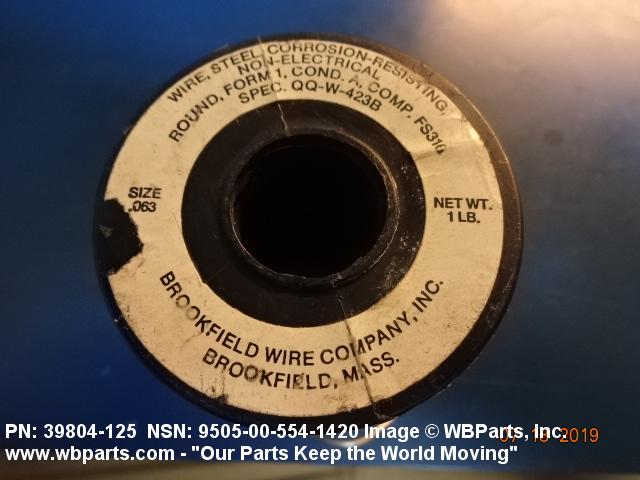 WIRE, STEEL CORROSION-RESISTING,
NON-ELECTRICAL
ROUND, FORM 1, COND. A, COMP. FS316
SPEC. QQ-W-423B
SIZE
.063
NET WT.
1 LB.
BROOKFIELD WIRE COMPANY, INC.
BROOKFIELD, MASS.
PN: 39804-125 NSN: 9505-00-554-1420 Image © WBParts, Inc.
2019
www.wbparts.com - "Our Parts Keep the World Moving"